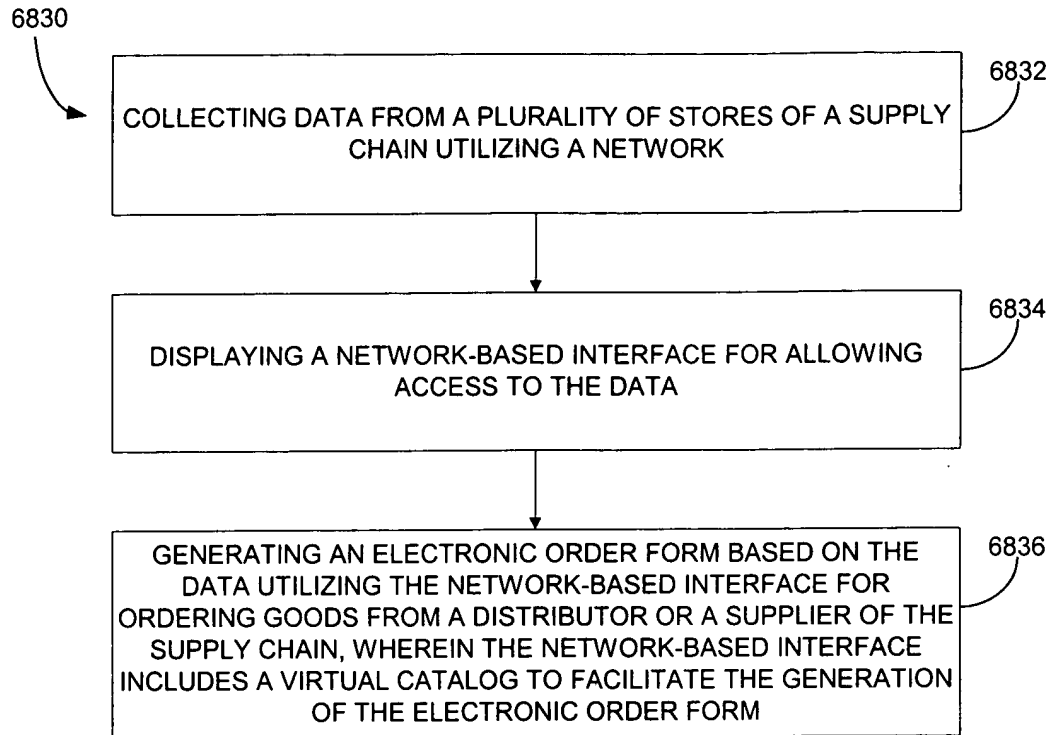 6830
6832
COLLECTING DATA FROM A PLURALITY OF STORES OF A SUPPLY
CHAIN UTILIZING A NETWORK
6834
DISPLAYING A NETWORK-BASED INTERFACE FOR ALLOWING
ACCESS TO THE DATA
6836
GENERATING AN ELECTRONIC ORDER FORM BASED ON THE
DATA UTILIZING THE NETWORK-BASED INTERFACE FOR
ORDERING GOODS FROM A DISTRIBUTOR OR A SUPPLIER OF THE
SUPPLY CHAIN, WHEREIN THE NETWORK-BASED INTERFACE
INCLUDES A VIRTUAL CATALOG TO FACILITATE THE GENERATION
OF THE ELECTRONIC ORDER FORM